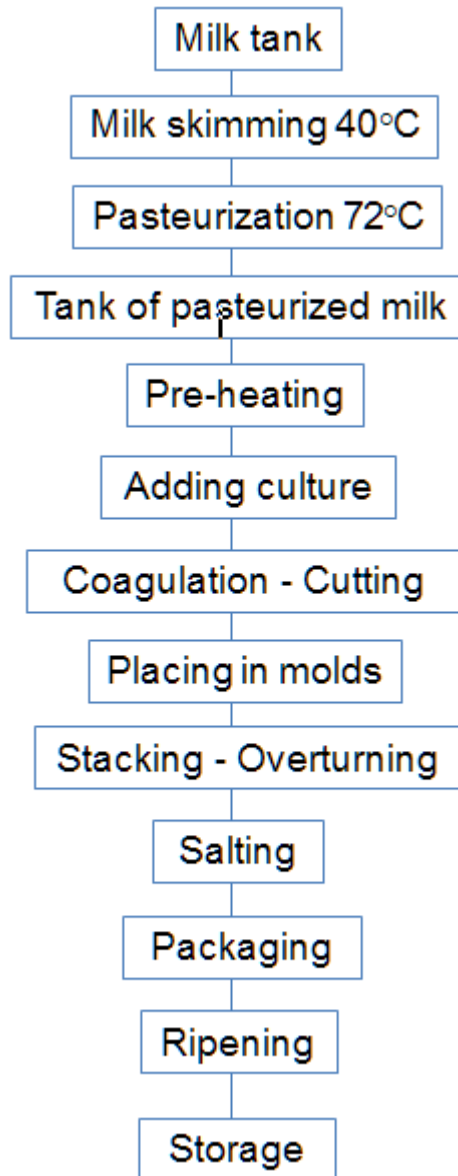 Milk tank
Milk skimming 40°C
Pasteurization 72°C
Tank of pasteurized milk
Pre-heating
Adding culture
Coagulation - Cutting
Placing in molds
Stacking - Overturning
Salting
Packaging
Ripening
Storage